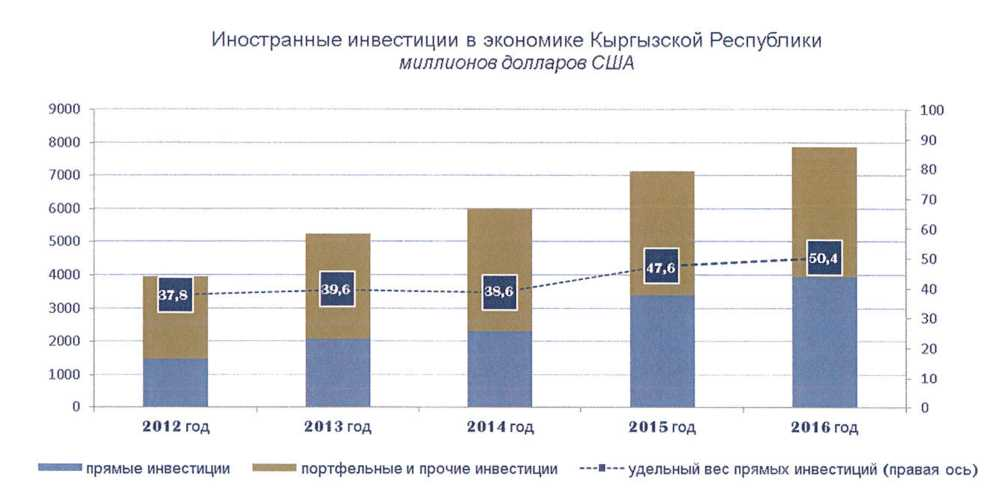 Иностранные инвестиции в экономике Кыргызской Республики
миллионов долларов США
9000
8000
7000
6000
5000
4000
3000
2000
1000
0
100
90
80
70
60
50
40
30
20
10
0
37,8
39,6
38,6
47,6
50,4
2012 год
2013 год
2014 год
2015 год
2016 год
прямые инвестиции
портфельные и прочие инвестиции
удельный вес прямых инвестиций (правая ось)